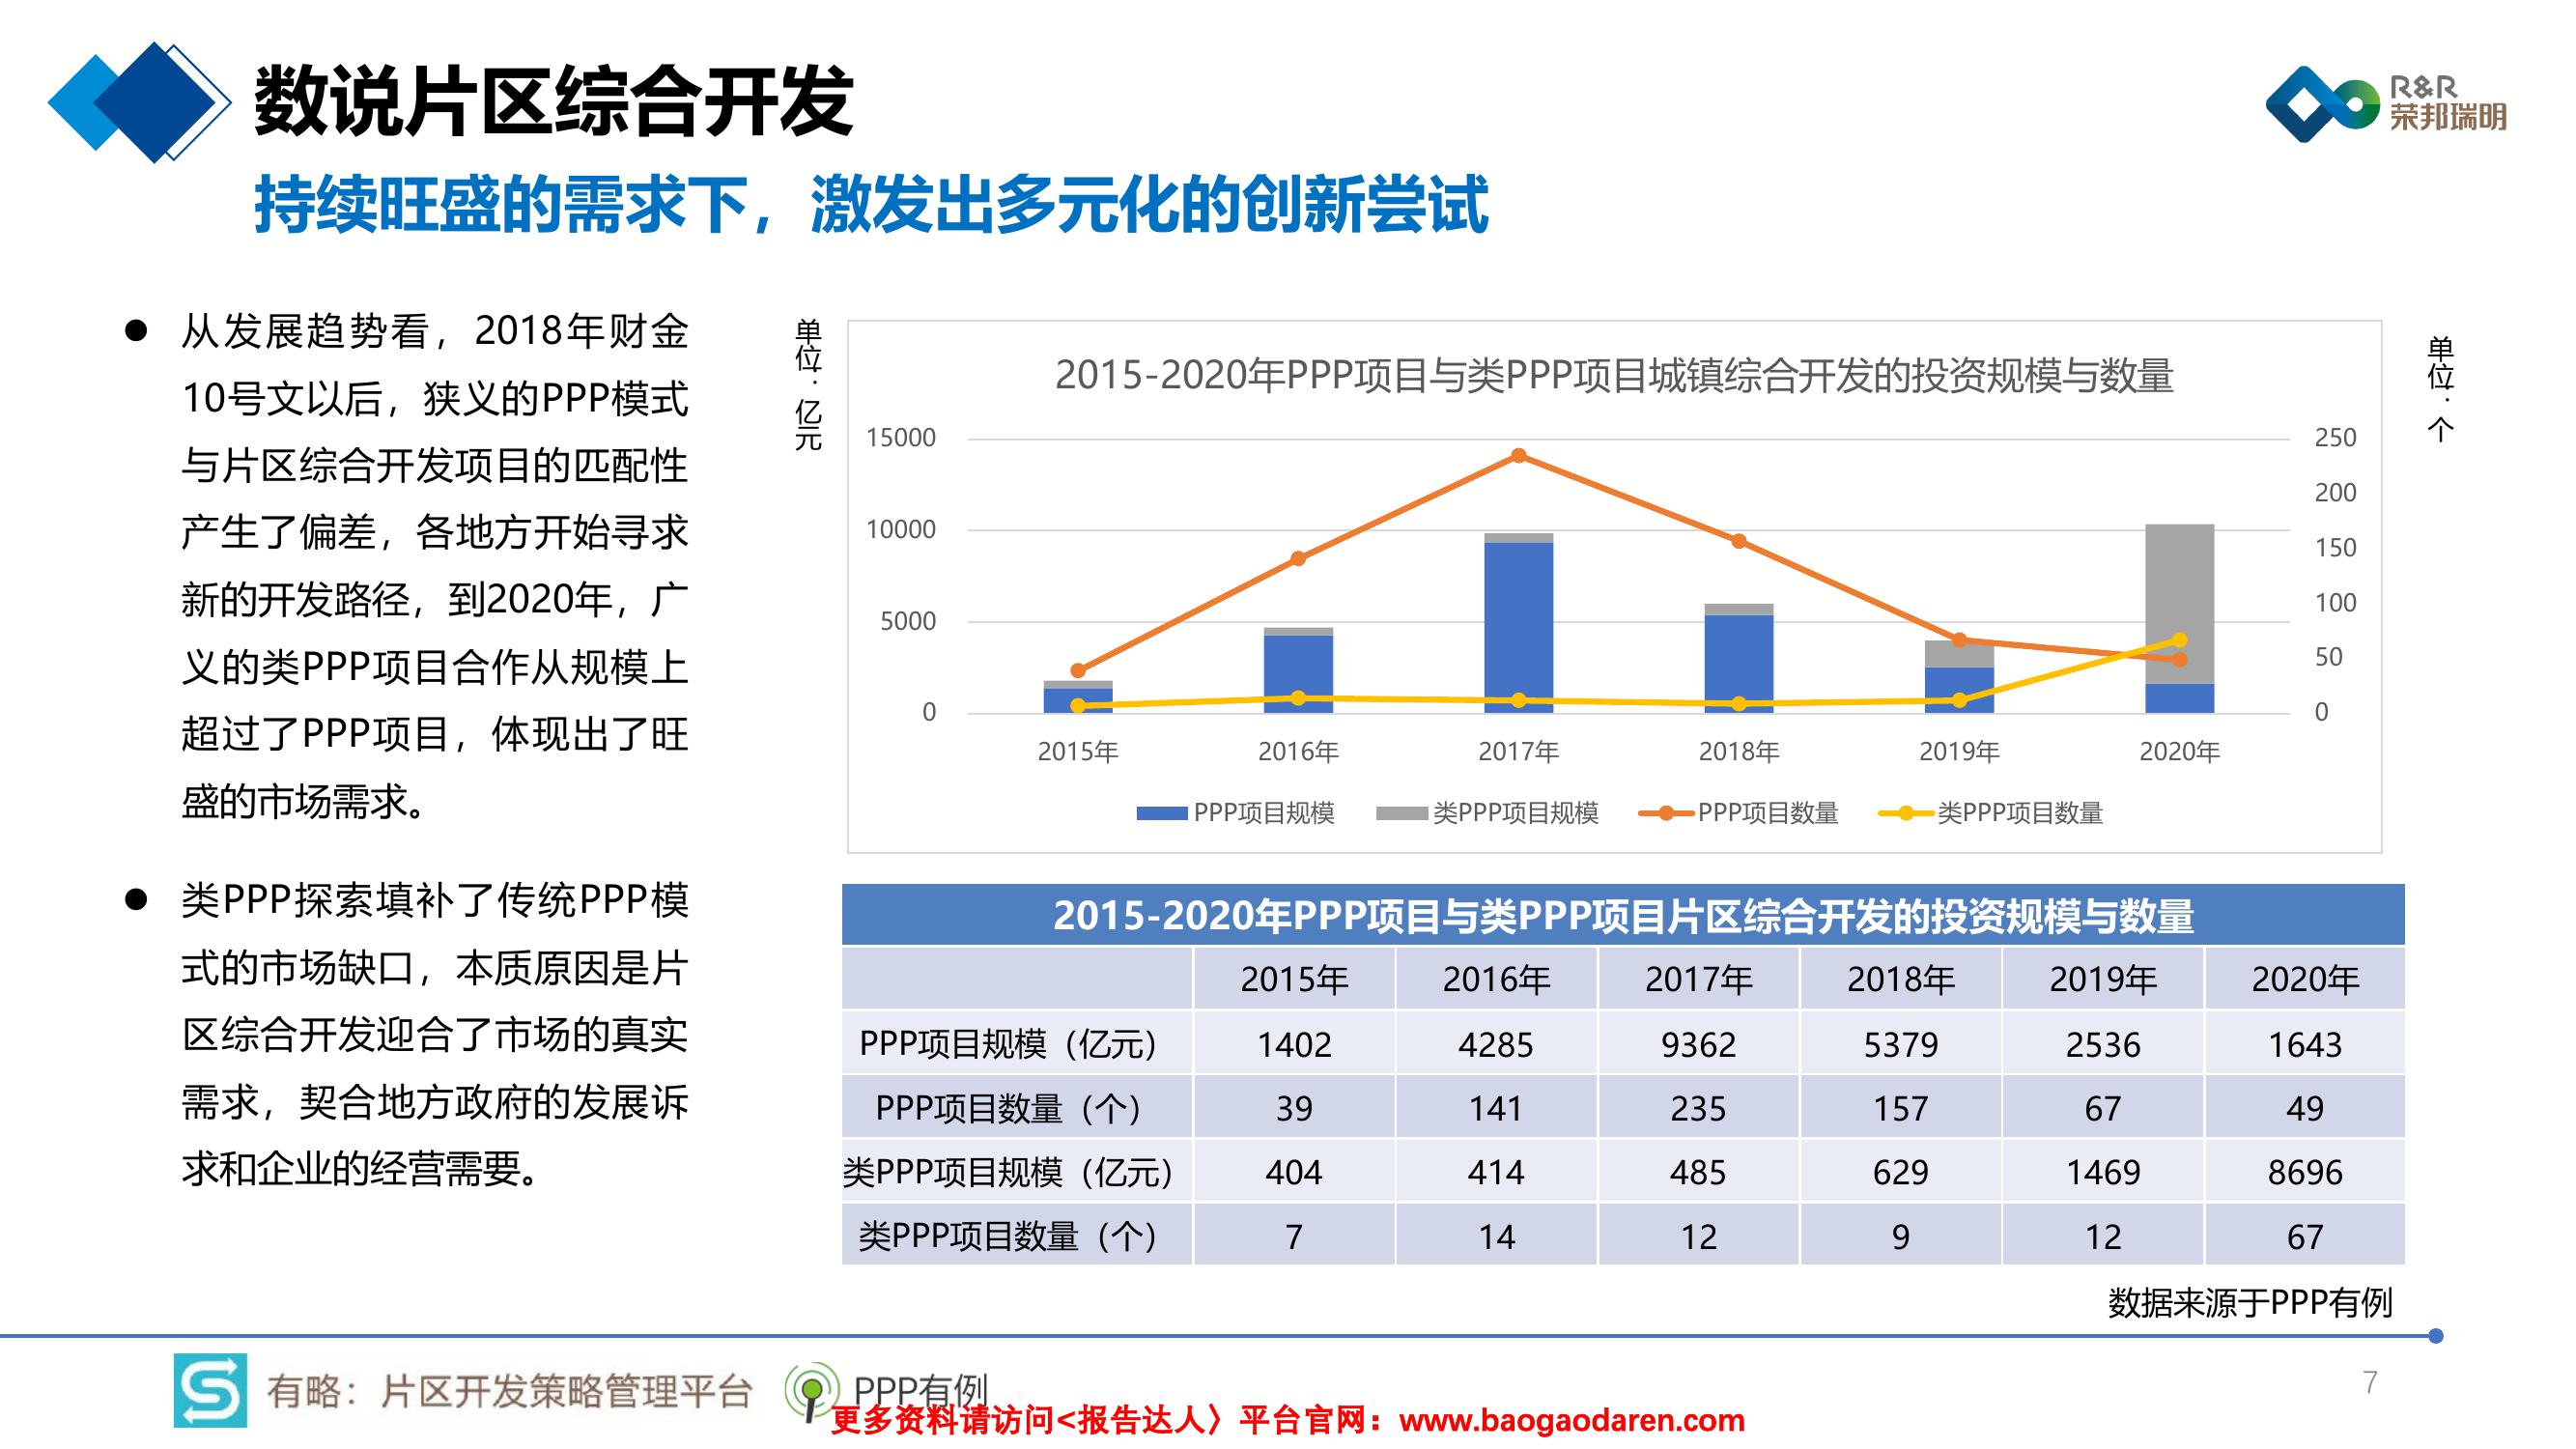 数说片区综合开发
R&R
荣邦瑞明
持续旺盛的需求下，激发出多元化的创新尝试
● 从发展趋势看，2018年财金
10号文以后，狭义的PPP模式
与片区综合开发项目的匹配性
产生了偏差，各地方开始寻求
新的开发路径，到2020年，广
义的类PPP项目合作从规模上
超过了PPP项目，体现出了旺
盛的市场需求。
● 类PPP探索填补了传统PPP模
式的市场缺口，本质原因是片
区综合开发迎合了市场的真实
需求，契合地方政府的发展诉
求和企业的经营需要。
单位：亿元
2015-2020年PPP项目与类PPP项目城镇综合开发的投资规模与数量
单位：个
15000
10000
5000
0
250
200
150
100
50
0
2015年 2016年 2017年 2018年 2019年 2020年
PPP项目规模 类PPP项目规模 PPP项目数量 类PPP项目数量
2015-2020年PPP项目与类PPP项目片区综合开发的投资规模与数量
2015年 2016年 2017年 2018年 2019年 2020年
PPP项目规模（亿元） 1402 4285 9362 5379 2536 1643
PPP项目数量（个） 39 141 235 157 67 49
类PPP项目规模（亿元） 404 414 485 629 1469 8696
类PPP项目数量（个） 7 14 12 9 12 67
数据来源于PPP有例
有略：片区开发策略管理平台 PPP有例
7
更多资料请访问<报告达人〉平台官网：www.baogaodaren.com